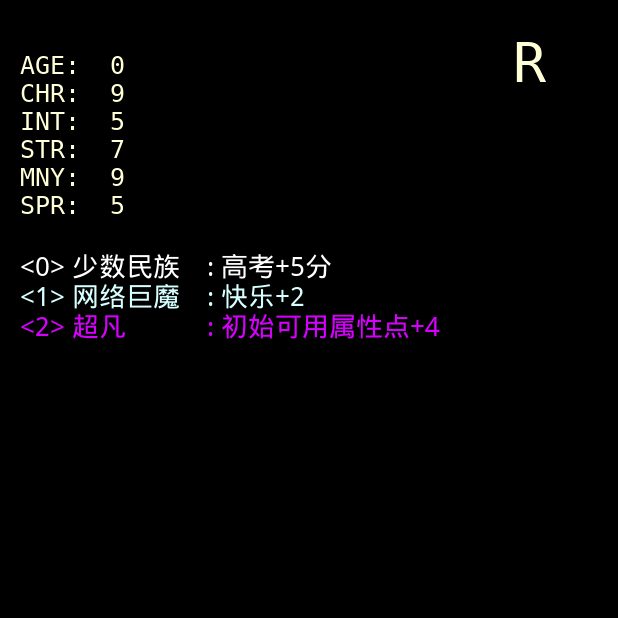 R
AGE: 0
CHR: 9
INT: 5
STR: 7
MNY: 9
SPR: 5
<0> 少数民族 : 高考+5分
<1> 网络巨魔 : 快乐+2
<2> 超凡 : 初始可用属性点+4